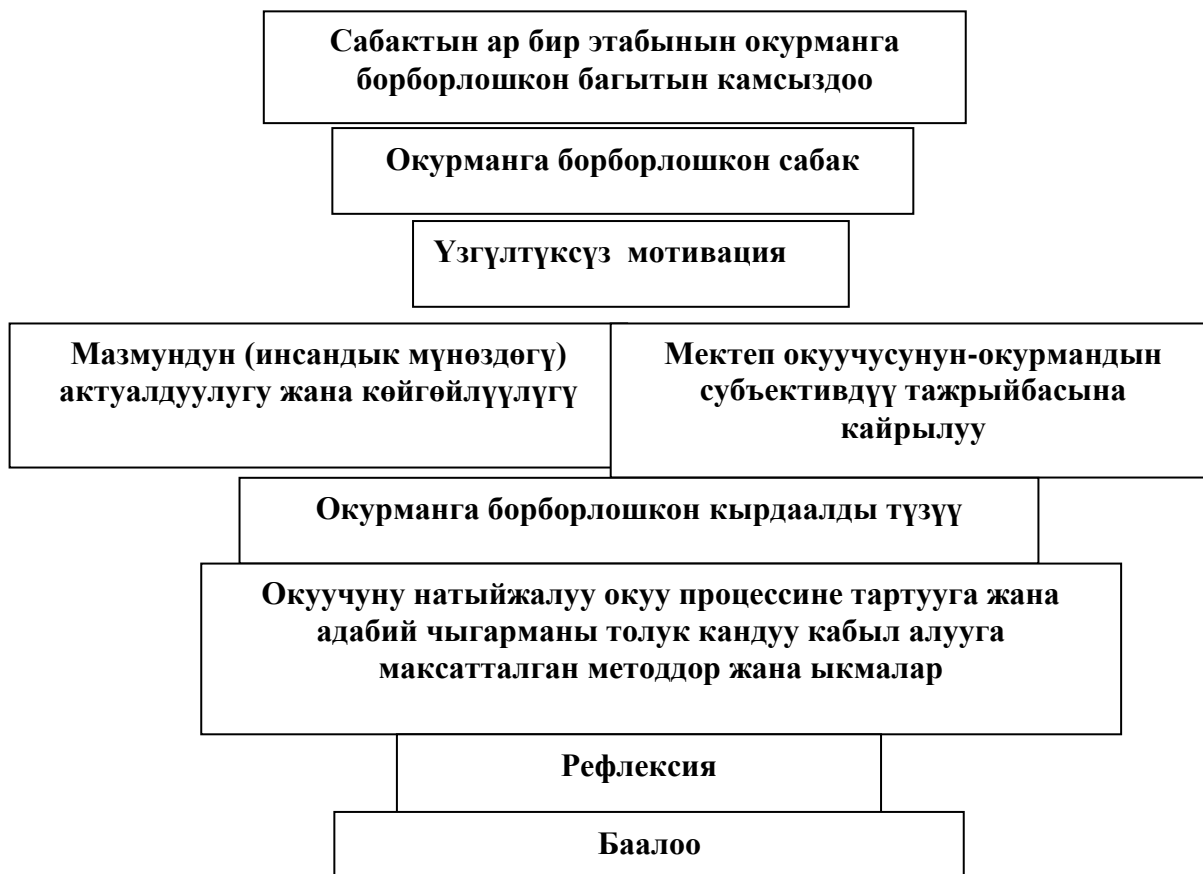 Сабактын ар бир этабынын окурманга
борборлошкон багытын камсыздоо
Окурманга борборлошкон сабак
Үзгүлтүксүз мотивация
Мазмундун (инсандык мүнөздөгү)
актуалдуулугу жана көйгөйлүүлүгү
Мектеп окуучусунун-окурмандын
субъективдүү тажрыйбасына
кайрылуу
Окурманга борборлошкон кырдаалды түзүү
Окуучуну натыйжалуу окуу процессине тартууга жана
адабий чыгарманы толук кандуу кабыл алууга
максатталган методдор жана ыкмалар
Рефлексия
Баалоо